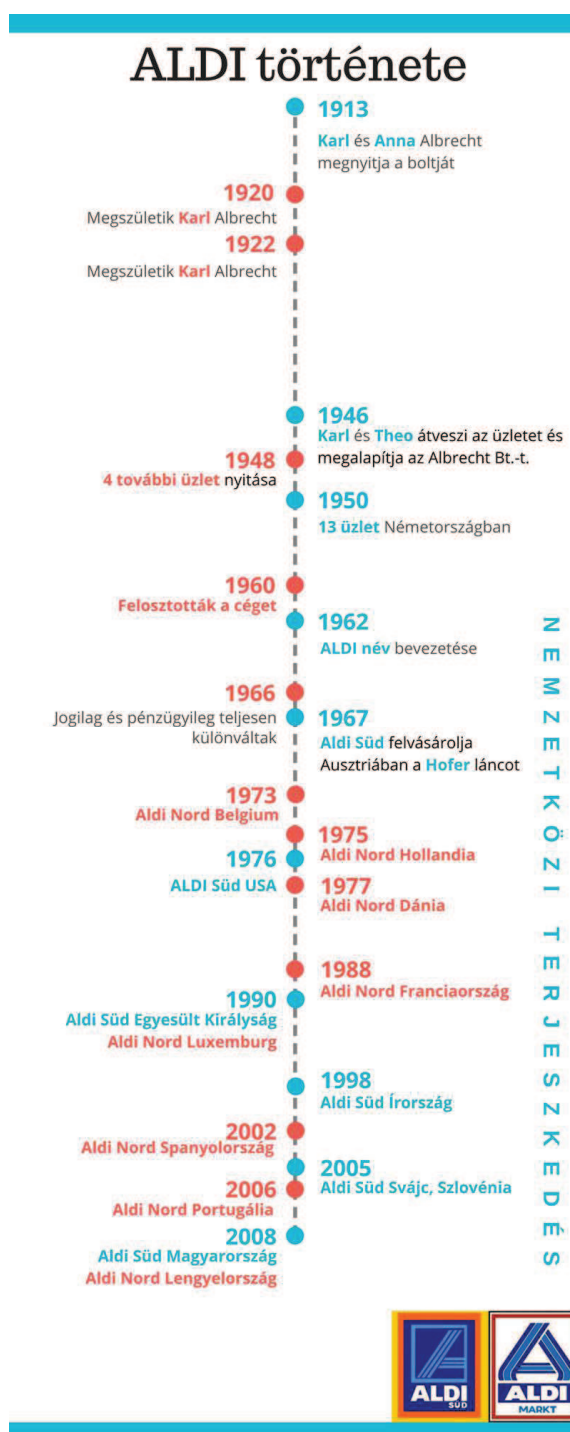 ALDI története
1913
Karl és Anna Albrecht
megnyitja a boltját
1920
Megszületik Karl Albrecht
1922
Megszületik Karl Albrecht
1946
Karl és Theo átveszi az üzletet és
megalapítja az Albrecht Bt.-t.
1948
4 további üzlet nyitása
1950
13 üzlet Németországban
1960
Felosztották a céget
1962
ALDI név bevezetése
1966
Jogilag és pénzügyileg teljesen
különváltak
1967
Aldi Süd felvásárolja
Ausztriában a Hofer láncot
1973
Aldi Nord Belgium
1975
Aldi Nord Hollandia
1976
ALDI Süd USA
1977
Aldi Nord Dánia
1988
Aldi Nord Franciaország
1990
Aldi Süd Egyesült Királyság
Aldi Nord Luxemburg
1998
Aldi Süd Írország
2002
Aldi Nord Spanyolország
2005
Aldi Süd Svájc, Szlovénia
2006
Aldi Nord Portugália
2008
Aldi Süd Magyarország
Aldi Nord Lengyelország
NEMZETKÖZI TERJESZKEDÉS
ALDI
SÜD
ALDI
MARKT